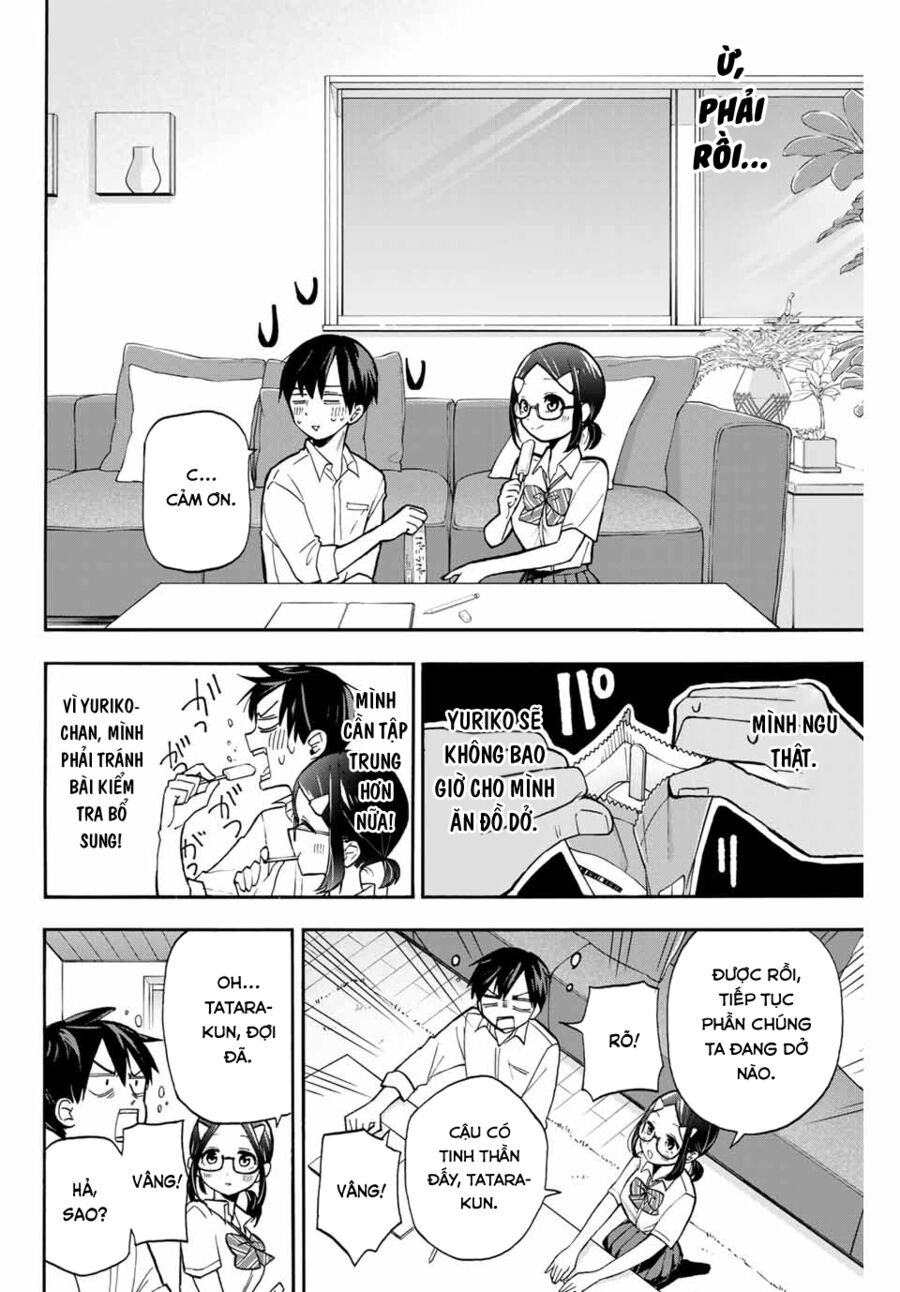 Ừ,
PHẢI
RỒI...
C...
CẢM ƠN.
MÌNH NGU
THẬT.
YURIKO SẼ
KHÔNG BAO
GIỜ CHO MÌNH
ĂN ĐỒ DỞ.
MÌNH
CẦN TẬP
TRUNG
HƠN
NỮA!
VÌ YURIKO-
CHAN, MÌNH
PHẢI TRÁNH
BÀI KIỂM
TRA BỔ
SUNG!
ĐƯỢC RỒI,
TIẾP TỤC
PHẦN CHÚNG
TA ĐANG DỞ
NÀO.
RÕ!
CẬU CÓ
TINH THẦN
ĐẤY, TATARA-
KUN.
VÂNG!
OH...
TATARA-
KUN, ĐỢI
ĐÃ.
VÂNG!
HẢ,
SAO?